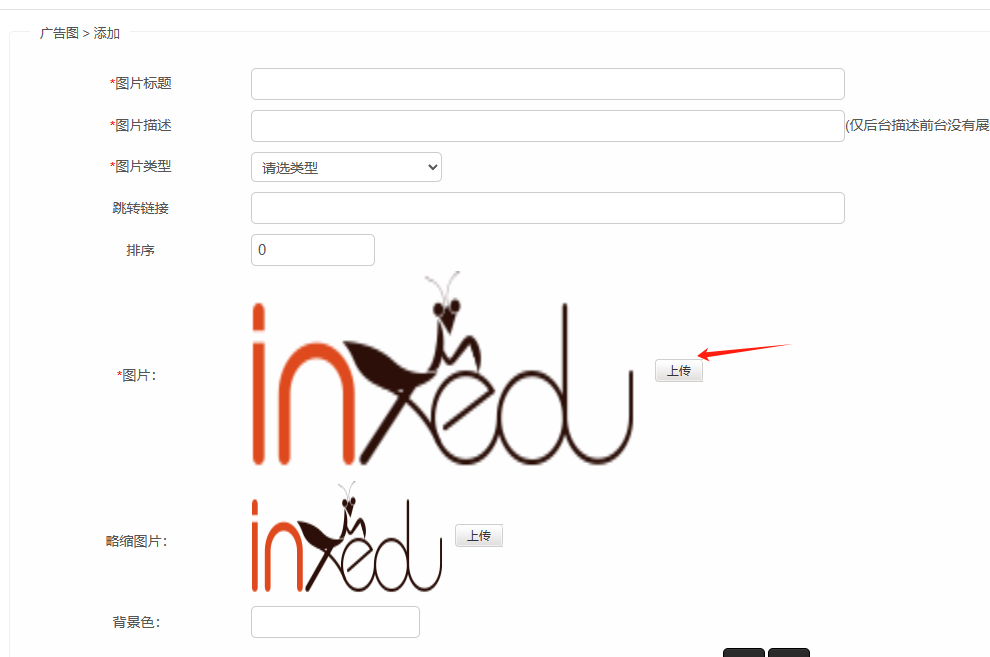 广告图 > 添加
*图片标题
*图片描述 (仅后台描述前台没有展
*图片类型 请选类型
跳转链接
排序 0
*图片： inxedu 上传
略缩图片： inxedu 上传
背景色：